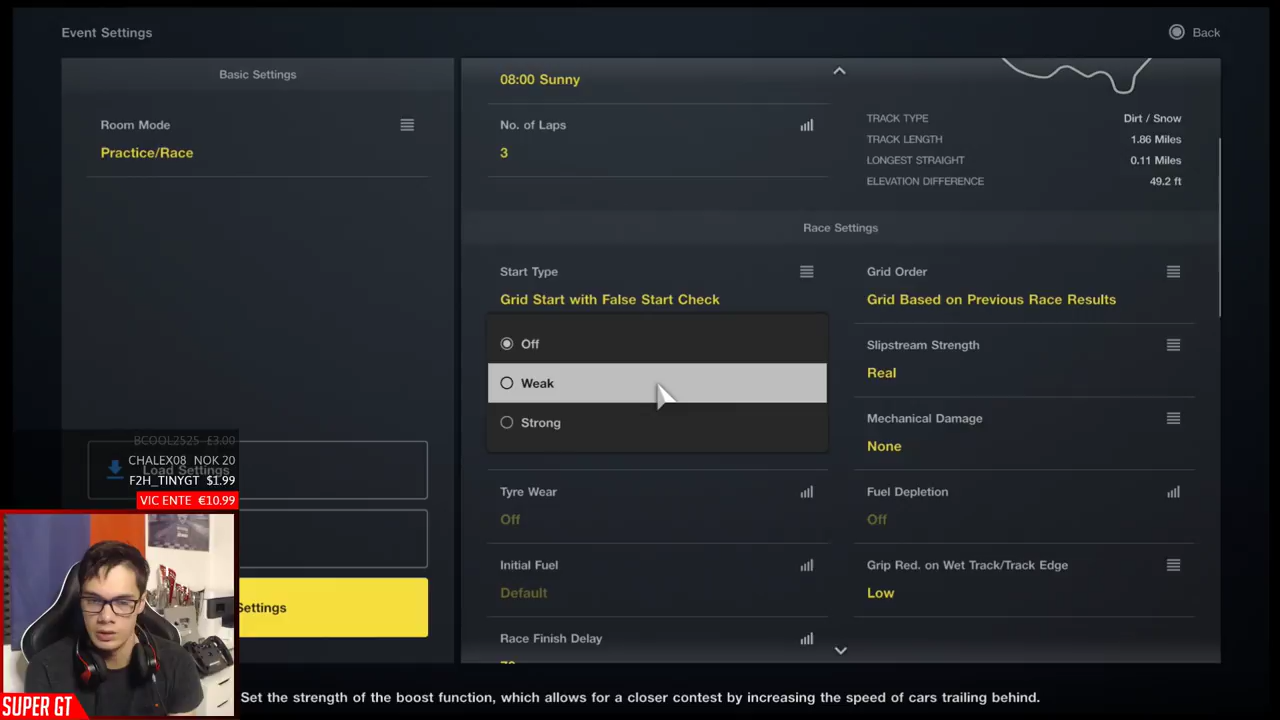 Event Settings
Back
Basic Settings
Room Mode
Practice/Race
08:00 Sunny
No. of Laps
3
TRACK TYPE Dirt / Snow
TRACK LENGTH 1.86 Miles
LONGEST STRAIGHT 0.11 Miles
ELEVATION DIFFERENCE 49.2 ft
Race Settings
Start Type
Grid Start with False Start Check
Grid Order
Grid Based on Previous Race Results
Off
Weak
Strong
Slipstream Strength
Real
Mechanical Damage
None
Tyre Wear
Off
Fuel Depletion
Off
Initial Fuel
Default
Grip Red. on Wet Track/Track Edge
Low
Race Finish Delay
Load Settings
BCOOL2525 £3.00
CHALEX08 NOK 20
F2H_TINYGT $1.99
VIC ENTE €10.99
Settings
SUPER GT
Set the strength of the boost function, which allows for a closer contest by increasing the speed of cars trailing behind.